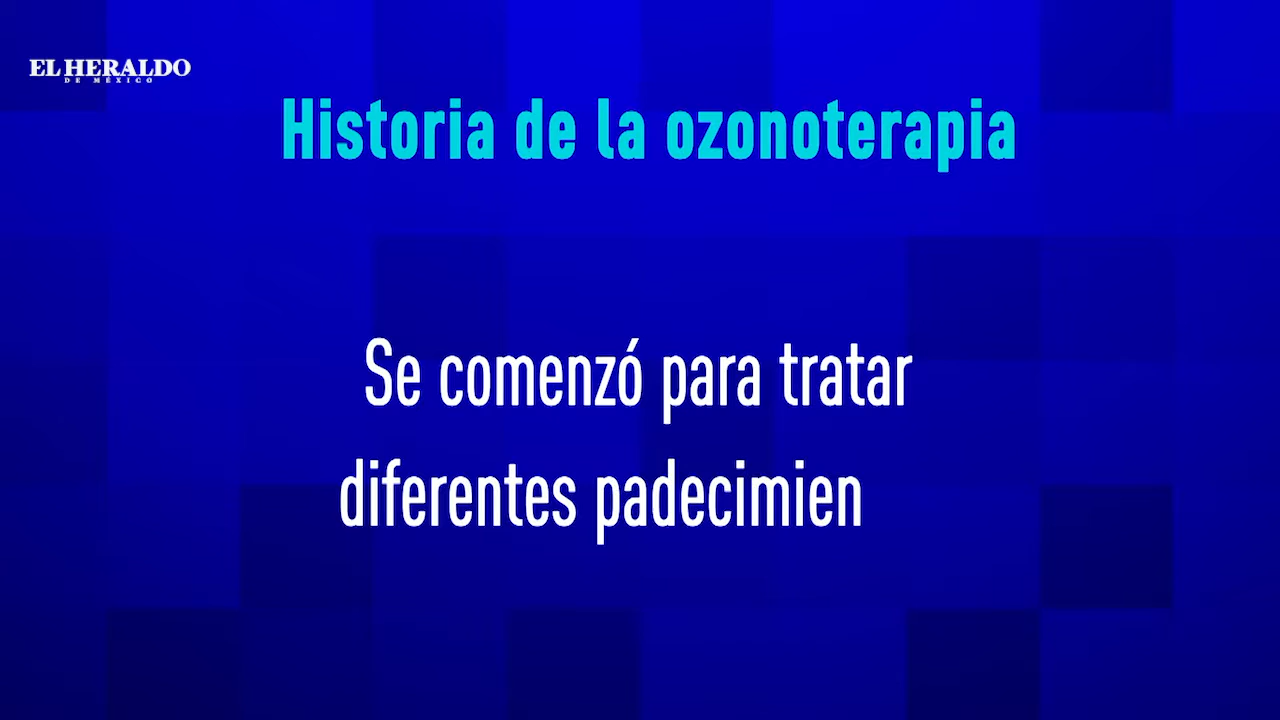 EL HERALDO
DE MÉXICO
Historia de la ozonoterapia
Se comenzó para tratar
diferentes padecimien